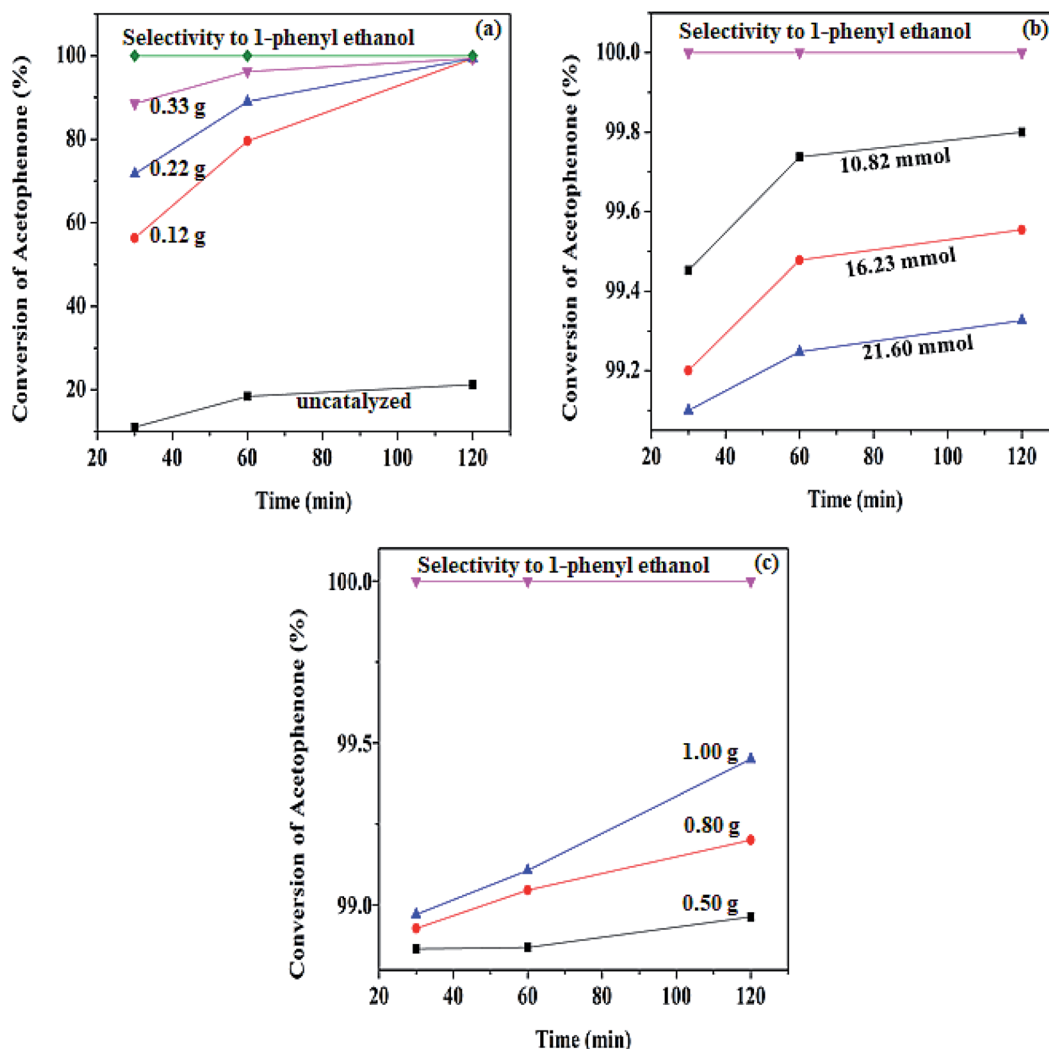 (a)
Selectivity to 1-phenyl ethanol
Conversion of Acetophenone (%)
100
80
60
40
20
0.33 g
0.22 g
0.12 g
uncatalyzed
20 40 60 80 100 120
Time (min)
(b)
Selectivity to 1-phenyl ethanol
Conversion of Acetophenone (%)
100.0
99.8
99.6
99.4
99.2
10.82 mmol
16.23 mmol
21.60 mmol
20 40 60 80 100 120
Time (min)
(c)
Selectivity to 1-phenyl ethanol
Conversion of Acetophenone (%)
100.0
99.5
99.0
1.00 g
0.80 g
0.50 g
20 40 60 80 100 120
Time (min)